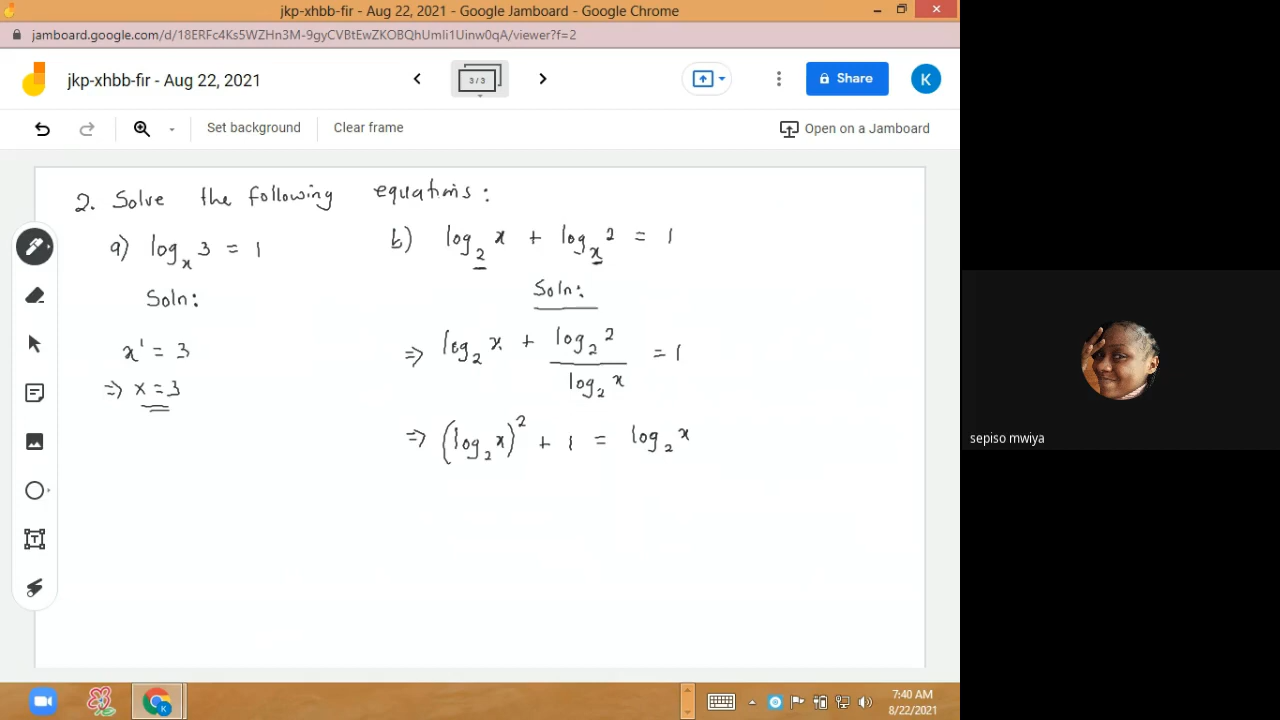 jkp-xhbb-fir - Aug 22, 2021 - Google Jamboard - Google Chrome
jamboard.google.com/d/18ERFc4Ks5WZHn3M-9gyCVBtEwZKOBQhUmli1Uinw0qA/viewer?f=2
jkp-xhbb-fir - Aug 22, 2021
3 / 3
Share
K
Set background
Clear frame
Open on a Jamboard
2. Solve the following equations:
a) log_x 3 = 1
Soln:
x^1 = 3
=> x = 3
b) log_2 x + log_x 2 = 1
Soln:
=> log_2 x + (log_2 2)/(log_2 x) = 1
=> (log_2 x)^2 + 1 = log_2 x
sepiso mwiya
7:40 AM
8/22/2021